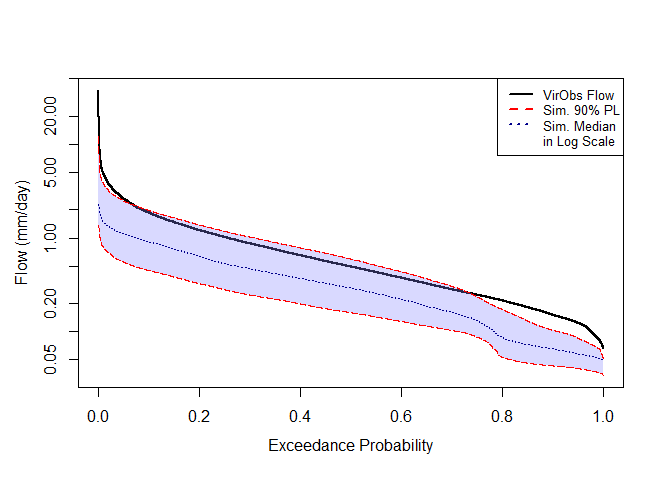 VirObs Flow
Sim. 90% PL
Sim. Median
in Log Scale
Flow (mm/day)
20.00
5.00
1.00
0.20
0.05
0.0 0.2 0.4 0.6 0.8 1.0
Exceedance Probability